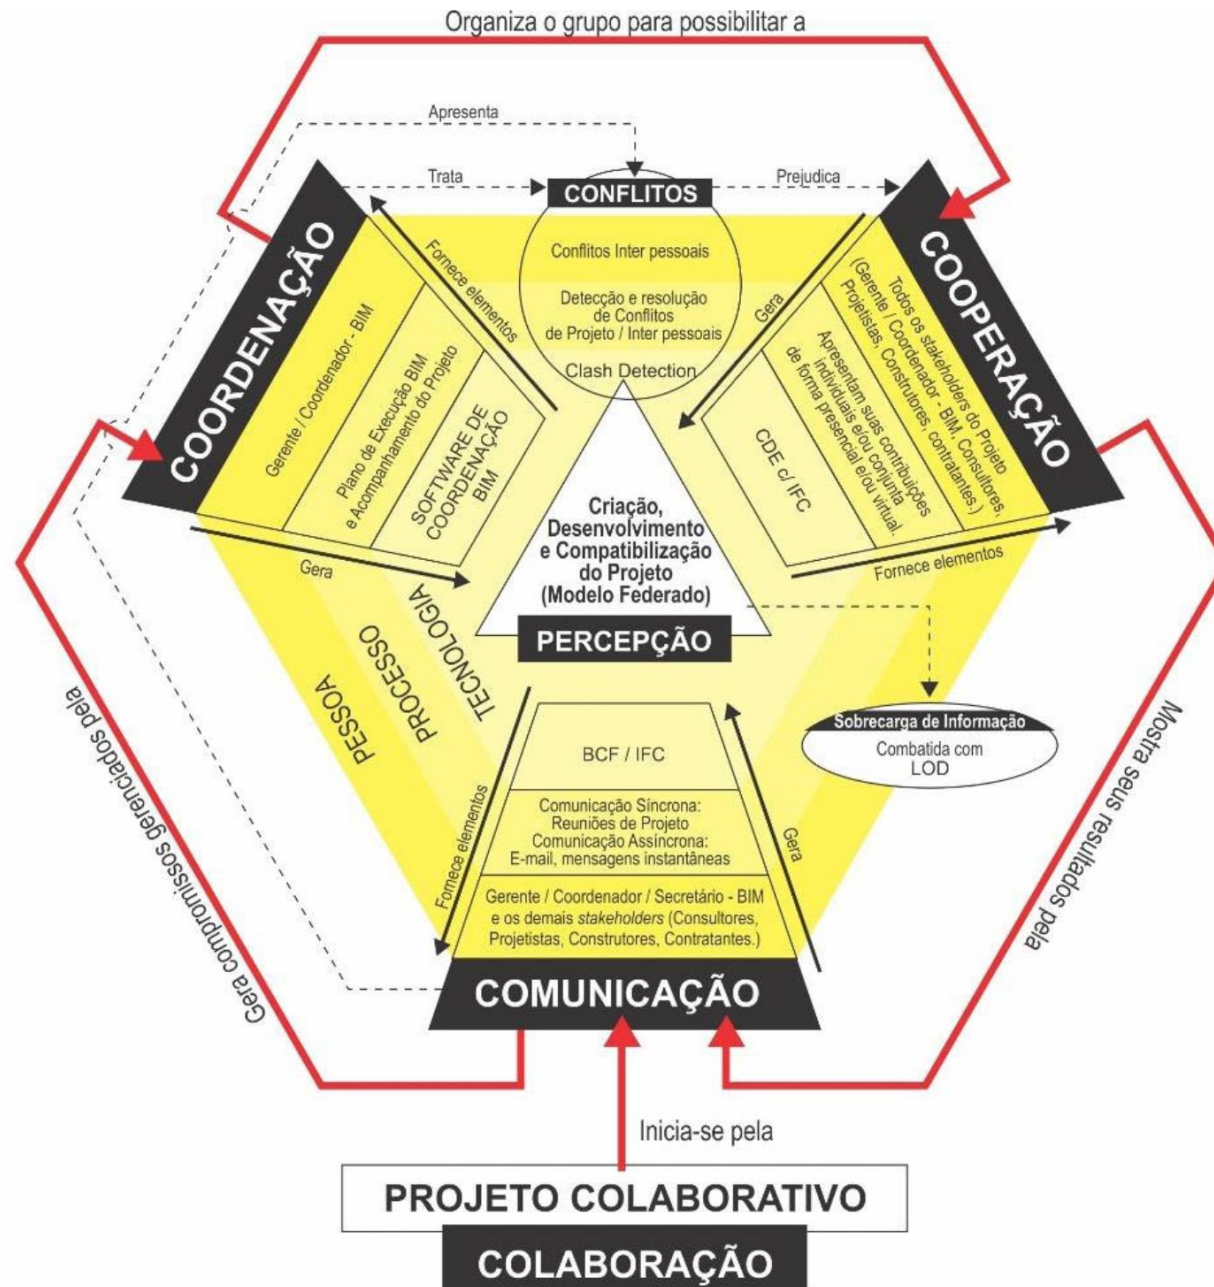 Organiza o grupo para possibilitar a
Apresenta
Trata
CONFLITOS
Prejudica
Conflitos Inter pessoais
Detecção e resolução
de Conflitos
de Projeto / Inter pessoais
Clash Detection
COORDENAÇÃO
Gerente / Coordenador - BIM
Plano de Execução BIM
e Acompanhamento do Projeto
SOFTWARE DE
COORDENAÇÃO
BIM
Fornece elementos
Gera
COOPERAÇÃO
Todos os stakeholders do Projeto
(Gerente / Coordenador - BIM, Consultores,
Projetistas, Construtores, contratantes.)
Apresentam suas contribuições
individuais e/ou conjunta
de forma presencial e/ou virtual.
CDE c/ IFC
Gera
Fornece elementos
Criação,
Desenvolvimento
e Compatibilização
do Projeto
(Modelo Federado)
PERCEPÇÃO
PESSOA
PROCESSO
TECNOLOGIA
Sobrecarga de Informação
Combatida com
LOD
Gera compromissos gerenciados pela
Mostra seus resultados pela
Fornece elementos
Gera
BCF / IFC
Comunicação Síncrona:
Reuniões de Projeto
Comunicação Assíncrona:
E-mail, mensagens instantâneas
Gerente / Coordenador / Secretário - BIM
e os demais stakeholders (Consultores,
Projetistas, Construtores, Contratantes.)
COMUNICAÇÃO
Inicia-se pela
PROJETO COLABORATIVO
COLABORAÇÃO